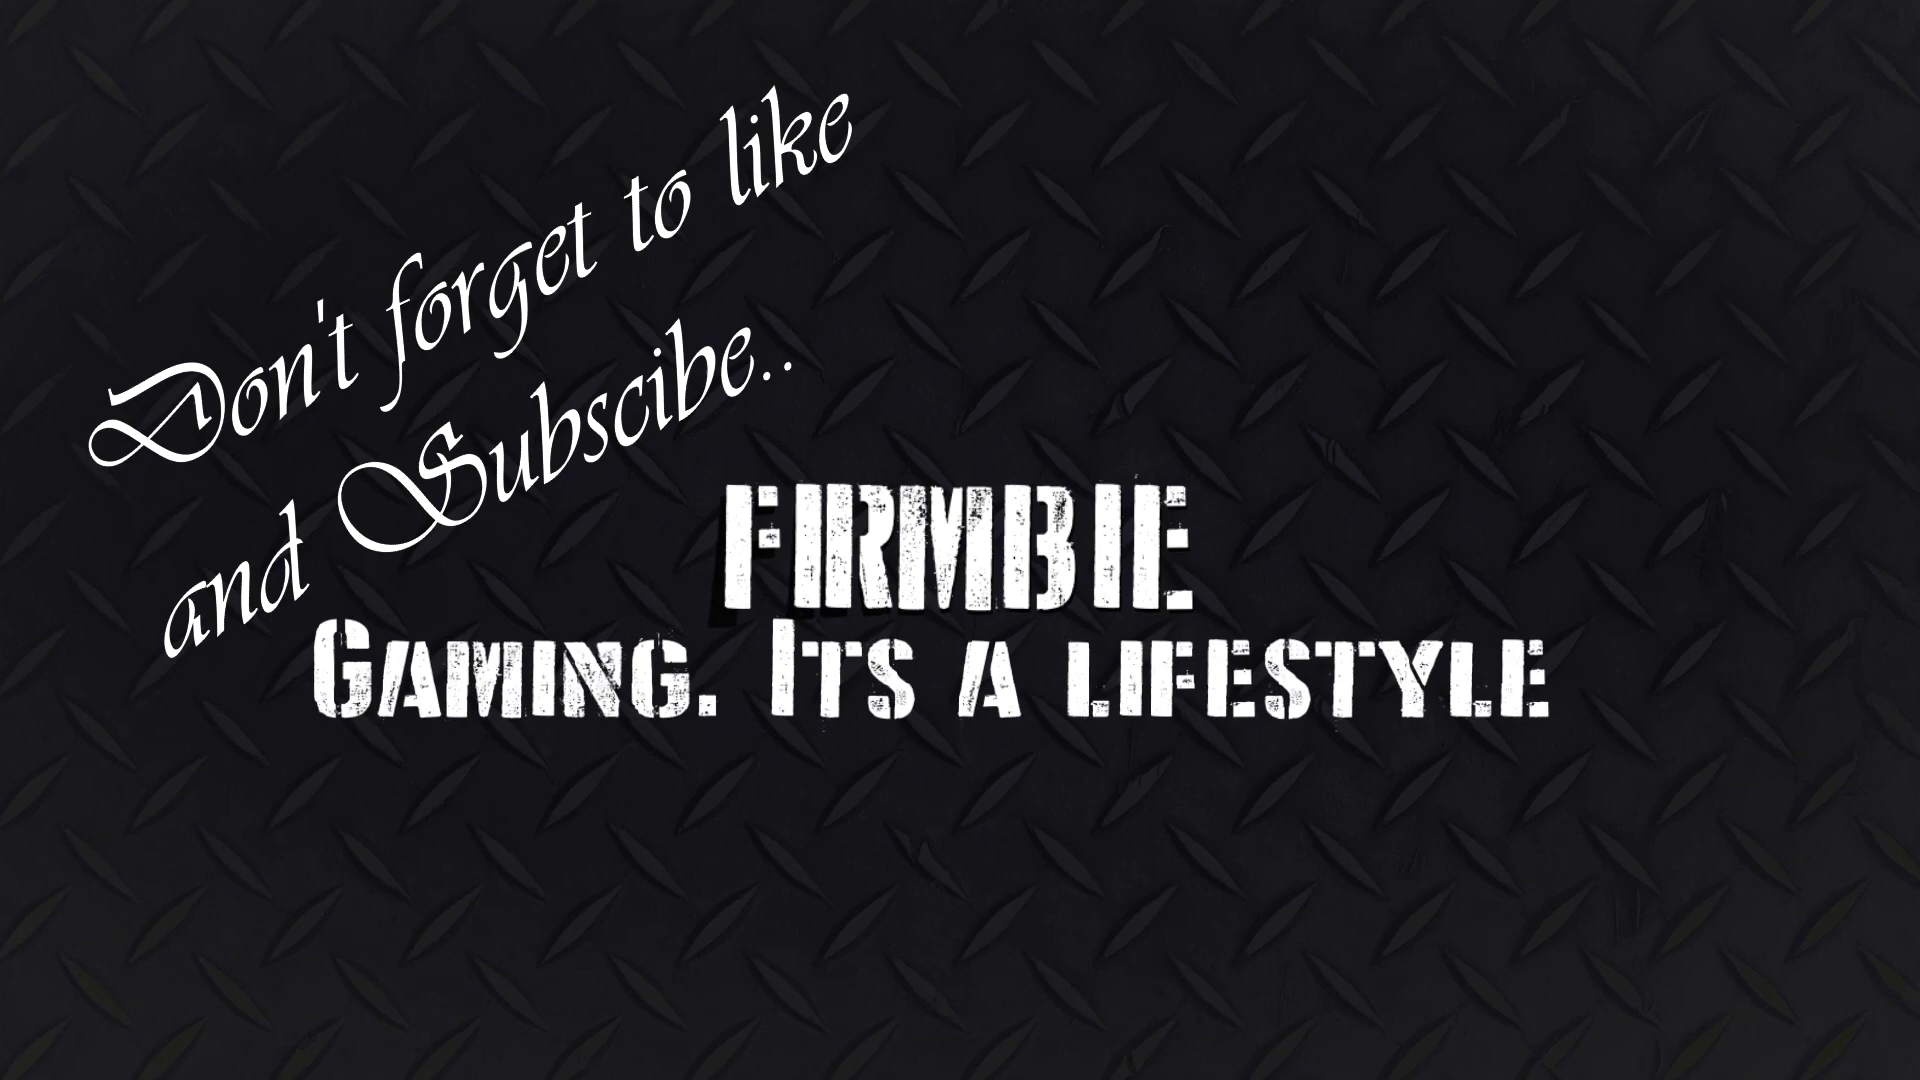 Don't forget to like
and Subscibe..
FIRMBIE
Gaming. Its a lifestyle